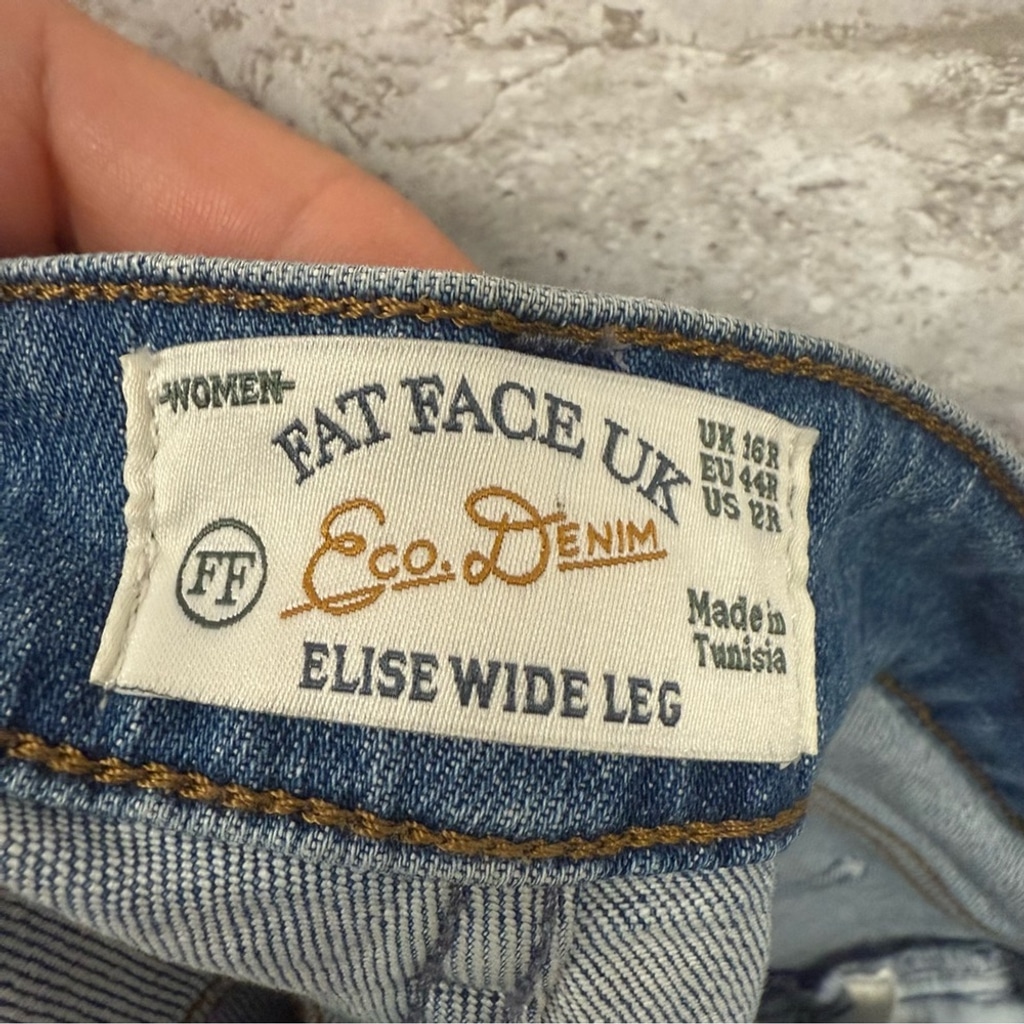 -WOMEN-
FAT FACE UK
UK 16R
EU 44R
US 12R
FF
Eco. DENIM
Made in
Tunisia
ELISE WIDE LEG